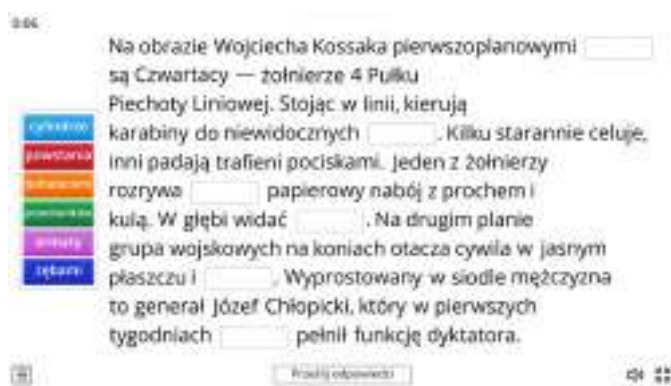 0:06
Na obrazie Wojciecha Kossaka pierwszoplanowymi
są Czwartacy — żołnierze 4 Pułku
Piechoty Liniowej. Stojąc w linii, kierują
karabiny do niewidocznych . Kilku starannie celuje,
inni padają trafieni pociskami. Jeden z żołnierzy
rozrywa papierowy nabój z prochem i
kulą. W głębi widać . Na drugim planie
grupa wojskowych na koniach otacza cywila w jasnym
płaszczu i . Wyprostowany w siodle mężczyzna
to generał Józef Chłopicki, który w pierwszych
tygodniach pełnił funkcję dyktatora.
cylindrze
powstania
bohaterami
przeciwników
armaty
zębami
Prześlij odpowiedzi